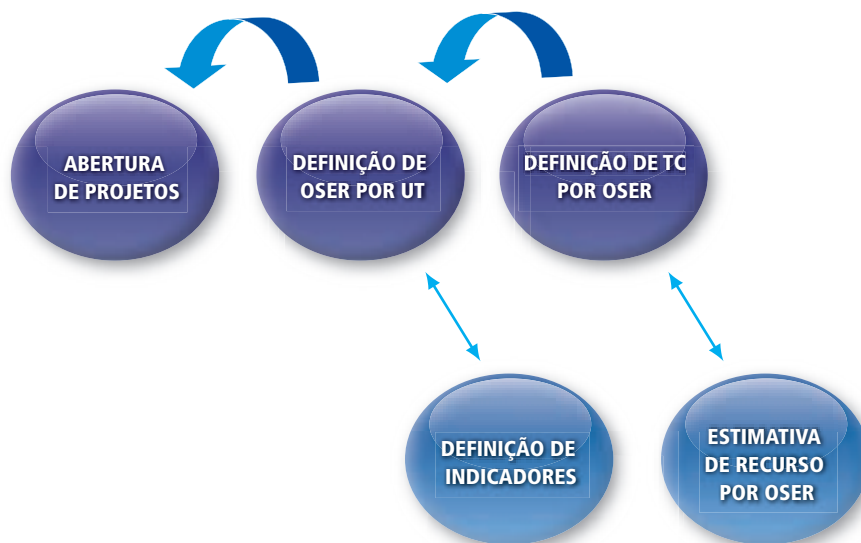 ABERTURA
DE PROJETOS
DEFINIÇÃO DE
OSER POR UT
DEFINIÇÃO DE TC
POR OSER
DEFINIÇÃO DE
INDICADORES
ESTIMATIVA
DE RECURSO
POR OSER